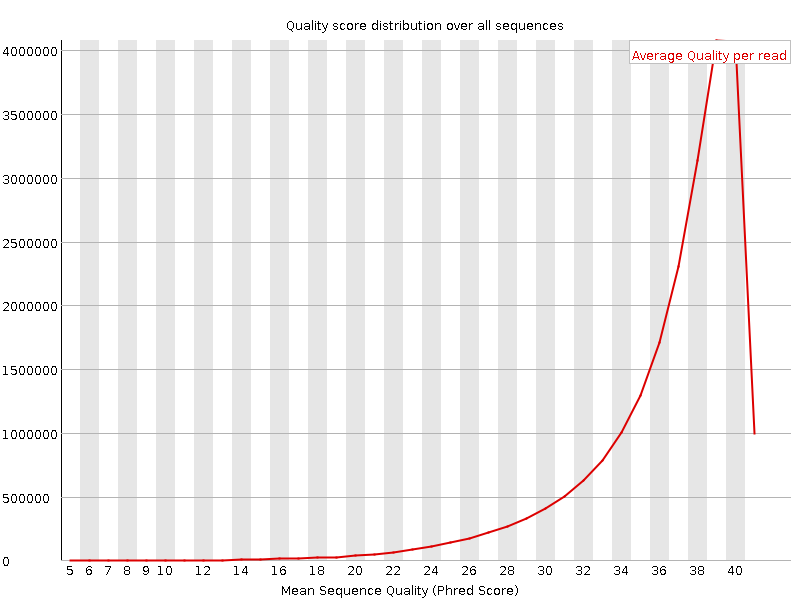 Quality score distribution over all sequences
4000000
Average Quality per read
3500000
3000000
2500000
2000000
1500000
1000000
500000
0
5 6 7 8 9 10 12 14 16 18 20 22 24 26 28 30 32 34 36 38 40
Mean Sequence Quality (Phred Score)